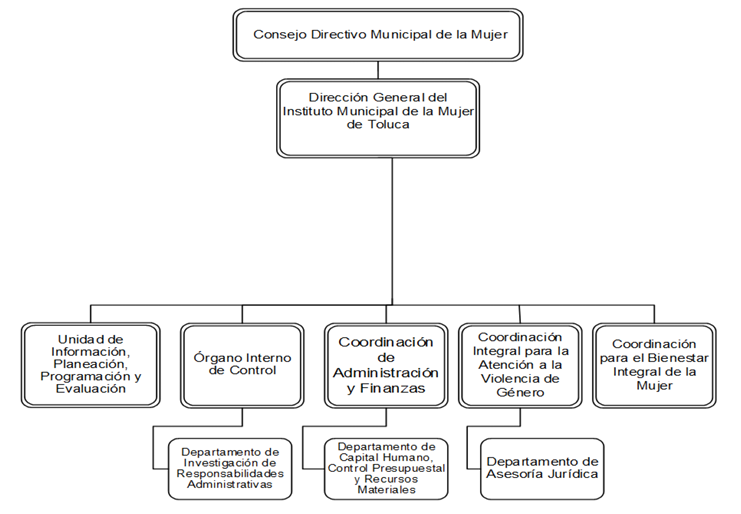 Consejo Directivo Municipal de la Mujer
Dirección General del
Instituto Municipal de la Mujer
de Toluca
Unidad de
Información,
Planeación,
Programación y
Evaluación
Órgano Interno
de Control
Coordinación
de
Administración
y Finanzas
Coordinación
Integral para la
Atención a la
Violencia de
Género
Coordinación
para el Bienestar
Integral de la
Mujer
Departamento de
Investigación de
Responsabilidades
Administrativas
Departamento de
Capital Humano,
Control Presupuestal
y Recursos
Materiales
Departamento de
Asesoría Jurídica